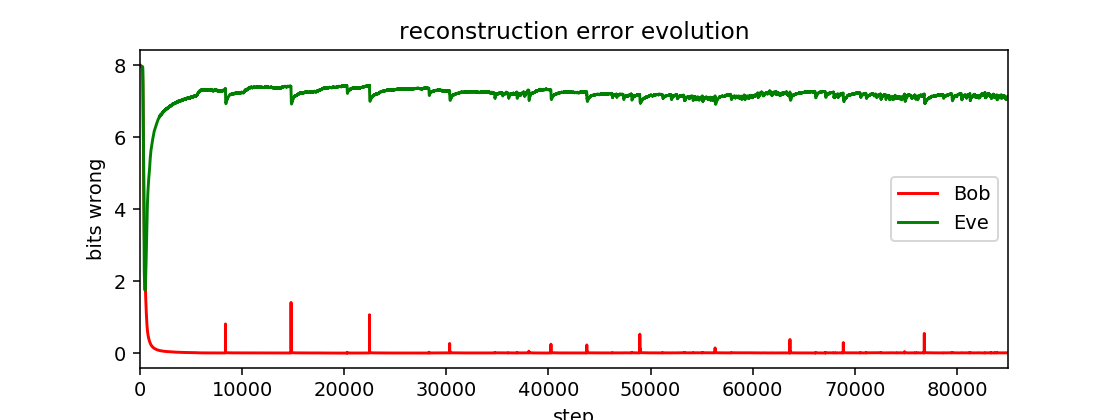 reconstruction error evolution
8
6
4
2
0
bits wrong
Bob
Eve
0 10000 20000 30000 40000 50000 60000 70000 80000
step